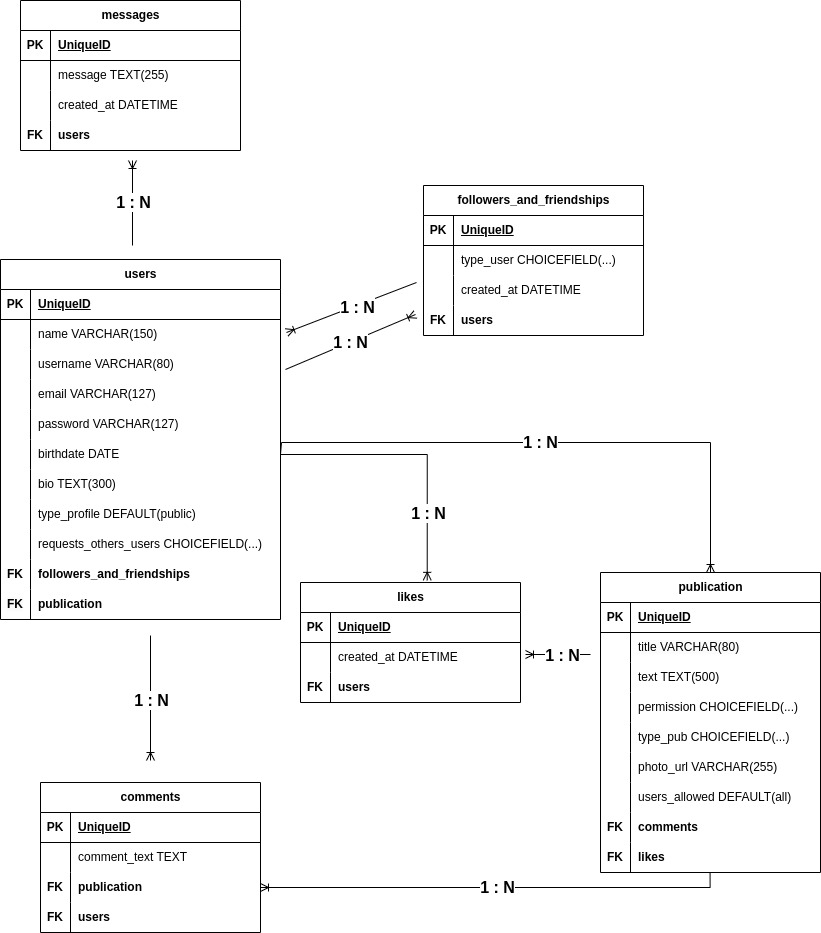 messages
PK UniqueID
message TEXT(255)
created_at DATETIME
FK users
1 : N
followers_and_friendships
PK UniqueID
type_user CHOICEFIELD(...)
created_at DATETIME
FK users
1 : N
1 : N
users
PK UniqueID
name VARCHAR(150)
username VARCHAR(80)
email VARCHAR(127)
password VARCHAR(127)
birthdate DATE
bio TEXT(300)
type_profile DEFAULT(public)
requests_others_users CHOICEFIELD(...)
FK followers_and_friendships
FK publication
1 : N
1 : N
likes
PK UniqueID
created_at DATETIME
FK users
1 : N
publication
PK UniqueID
title VARCHAR(80)
text TEXT(500)
permission CHOICEFIELD(...)
type_pub CHOICEFIELD(...)
photo_url VARCHAR(255)
users_allowed DEFAULT(all)
FK comments
FK likes
1 : N
comments
PK UniqueID
comment_text TEXT
FK publication
FK users
1 : N